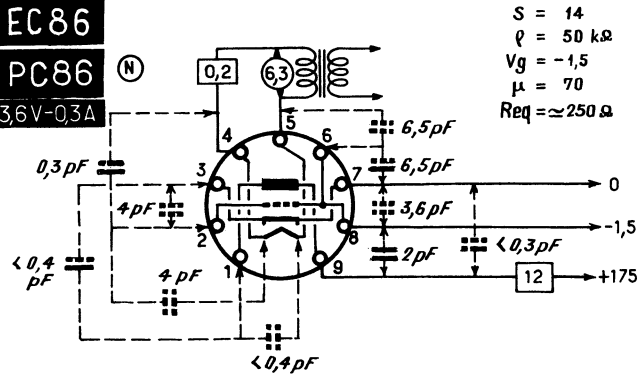 EC86
PC86
3,6V-0,3A
N
0,2
6,3
S = 14
ρ = 50 kΩ
Vg = -1,5
μ = 70
Req = ≃250 Ω
4
5
6
6,5pF
6,5pF
0,3pF
3
7
0
4pF
3,6pF
2
8
-1,5
<0,4
pF
2pF
<0,3pF
1
9
4pF
12
+175
<0,4pF